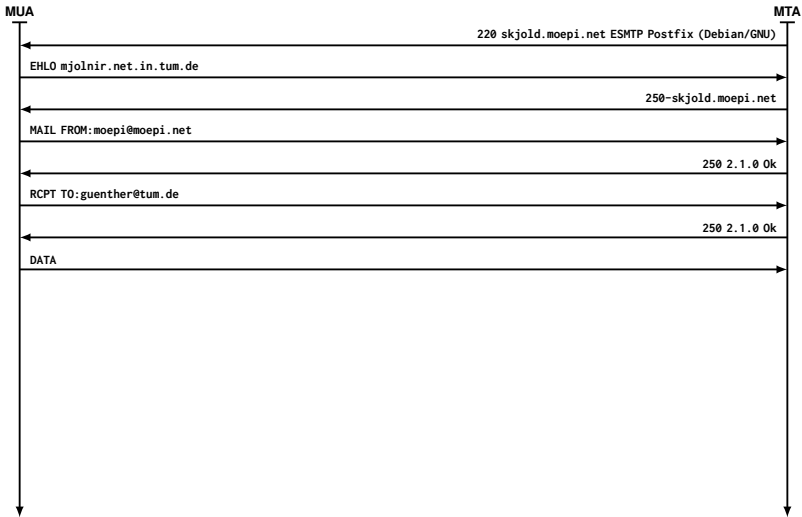 MUA
MTA
220 skjold.moepi.net ESMTP Postfix (Debian/GNU)
EHLO mjolnir.net.in.tum.de
250-skjold.moepi.net
MAIL FROM:moepi@moepi.net
250 2.1.0 Ok
RCPT TO:guenther@tum.de
250 2.1.0 Ok
DATA